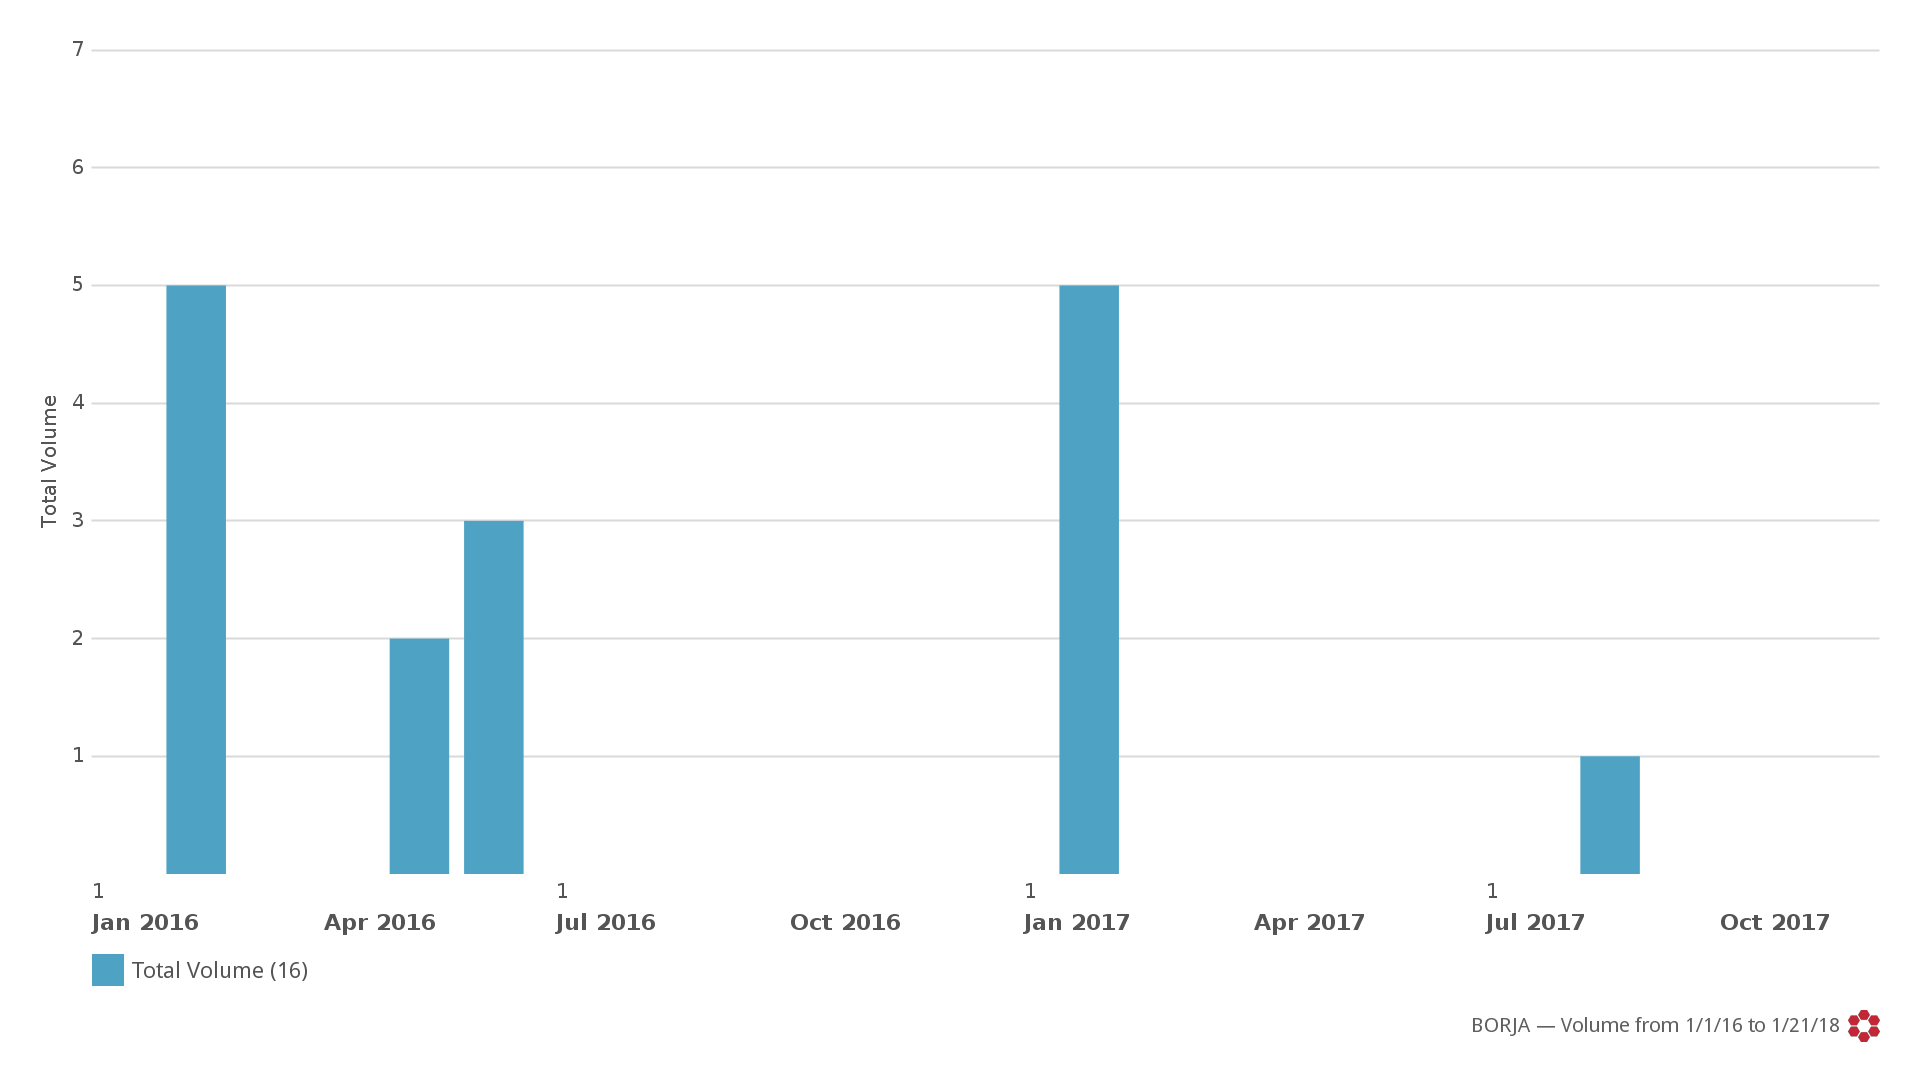 7
6
5
4
3
2
1
Total Volume
1 1 1 1
Jan 2016 Apr 2016 Jul 2016 Oct 2016 Jan 2017 Apr 2017 Jul 2017 Oct 2017
Total Volume (16)
BORJA — Volume from 1/1/16 to 1/21/18